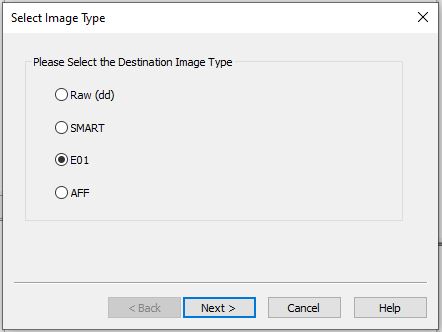 Select Image Type
Please Select the Destination Image Type
Raw (dd)
SMART
E01
AFF
< Back Next > Cancel Help